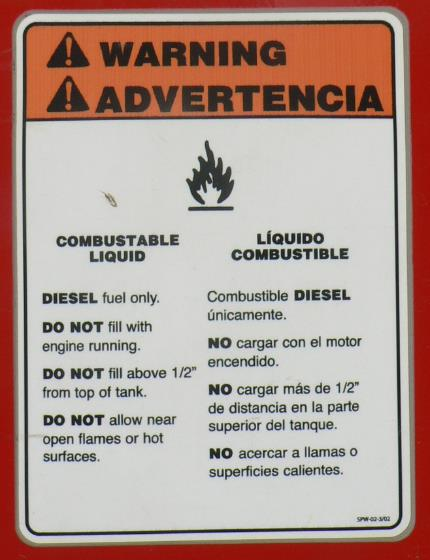 WARNING
ADVERTENCIA
COMBUSTABLE
LIQUID
DIESEL fuel only.
DO NOT fill with
engine running.
DO NOT fill above 1/2”
from top of tank.
DO NOT allow near
open flames or hot
surfaces.
LÍQUIDO
COMBUSTIBLE
Combustible DIESEL
únicamente.
NO cargar con el motor
encendido.
NO cargar más de 1/2”
de distancia en la parte
superior del tanque.
NO acercar a llamas o
superficies calientes.
SPW-02-3/02